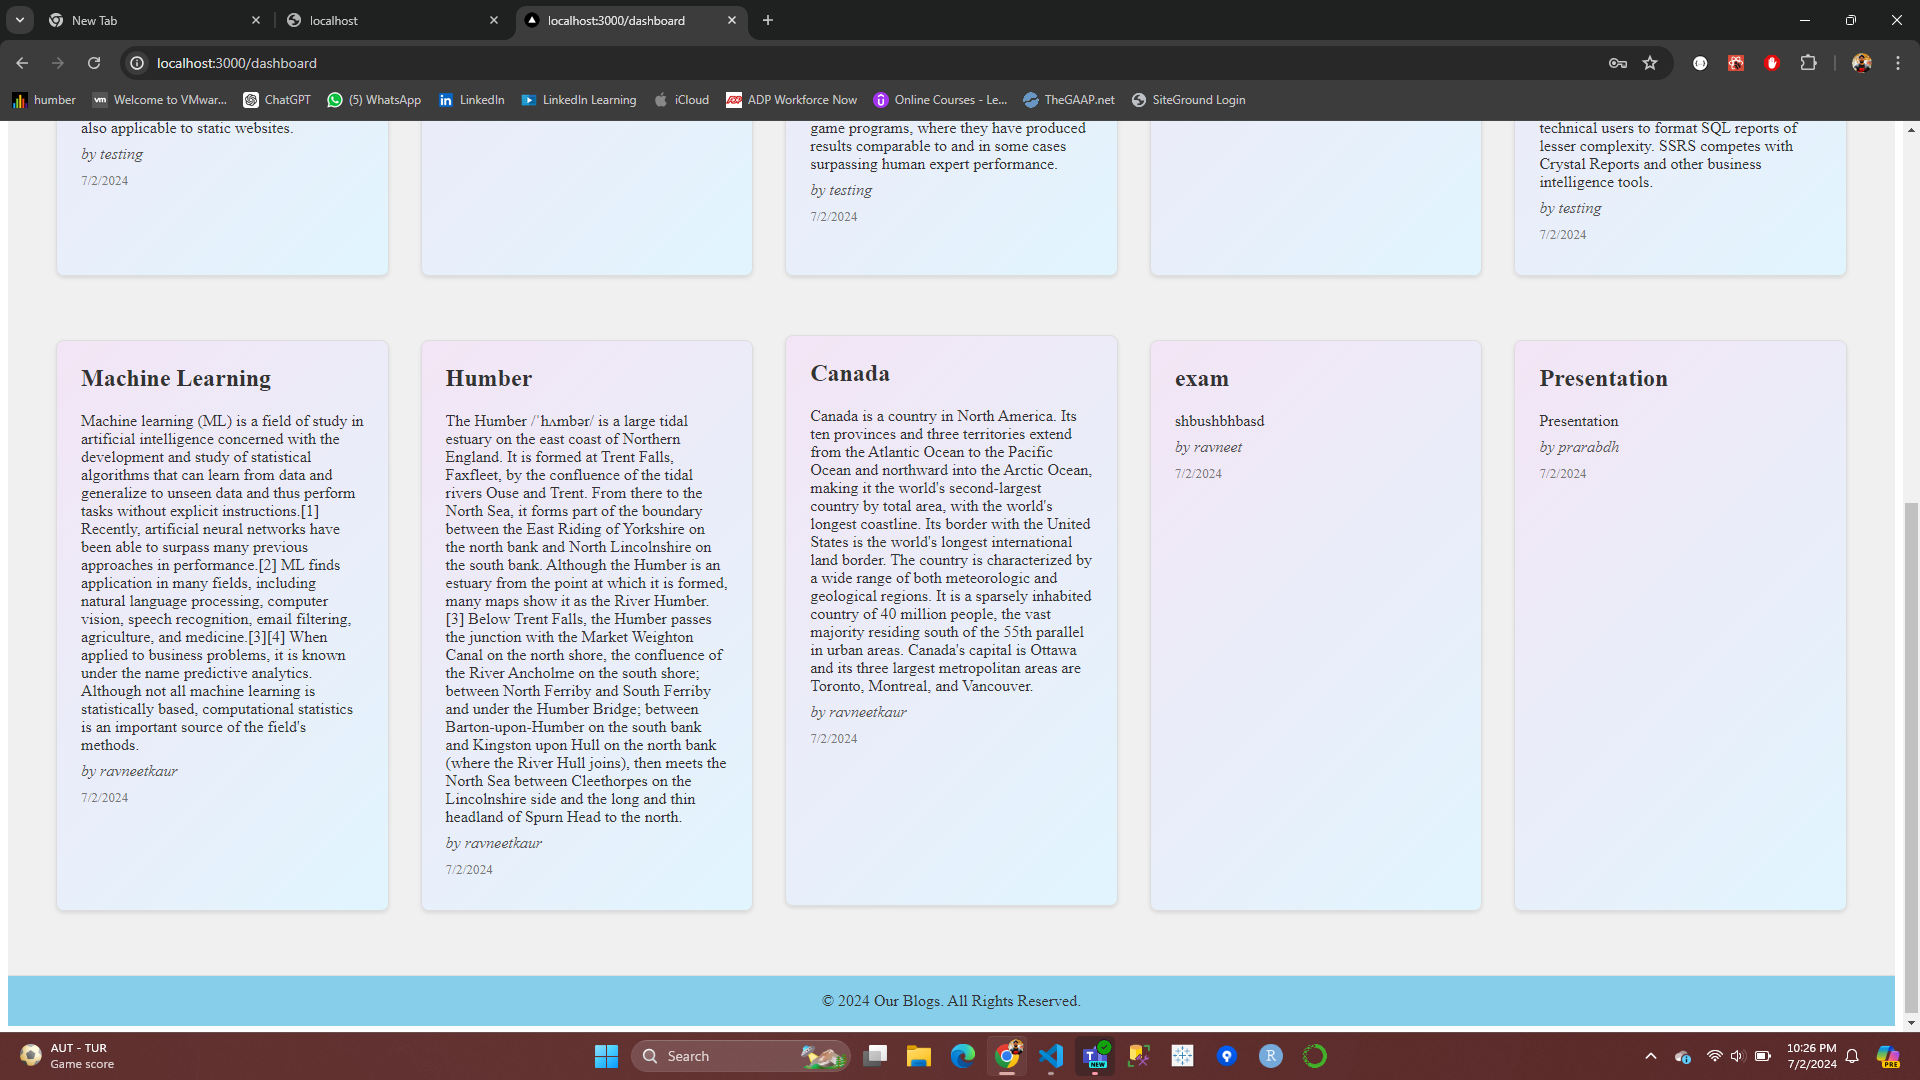 New Tab
localhost
localhost:3000/dashboard
localhost:3000/dashboard
humber
vm Welcome to VMwar...
ChatGPT
(5) WhatsApp
LinkedIn
LinkedIn Learning
iCloud
ADP Workforce Now
Online Courses - Le...
TheGAAP.net
SiteGround Login
also applicable to static websites.
by testing
7/2/2024
game programs, where they have produced
results comparable to and in some cases
surpassing human expert performance.
by testing
7/2/2024
technical users to format SQL reports of
lesser complexity. SSRS competes with
Crystal Reports and other business
intelligence tools.
by testing
7/2/2024
Machine Learning
Machine learning (ML) is a field of study in
artificial intelligence concerned with the
development and study of statistical
algorithms that can learn from data and
generalize to unseen data and thus perform
tasks without explicit instructions.[1]
Recently, artificial neural networks have
been able to surpass many previous
approaches in performance.[2] ML finds
application in many fields, including
natural language processing, computer
vision, speech recognition, email filtering,
agriculture, and medicine.[3][4] When
applied to business problems, it is known
under the name predictive analytics.
Although not all machine learning is
statistically based, computational statistics
is an important source of the field's
methods.
by ravneetkaur
7/2/2024
Humber
The Humber /ˈhʌmbər/ is a large tidal
estuary on the east coast of Northern
England. It is formed at Trent Falls,
Faxfleet, by the confluence of the tidal
rivers Ouse and Trent. From there to the
North Sea, it forms part of the boundary
between the East Riding of Yorkshire on
the north bank and North Lincolnshire on
the south bank. Although the Humber is an
estuary from the point at which it is formed,
many maps show it as the River Humber.
[3] Below Trent Falls, the Humber passes
the junction with the Market Weighton
Canal on the north shore, the confluence of
the River Ancholme on the south shore;
between North Ferriby and South Ferriby
and under the Humber Bridge; between
Barton-upon-Humber on the south bank
and Kingston upon Hull on the north bank
(where the River Hull joins), then meets the
North Sea between Cleethorpes on the
Lincolnshire side and the long and thin
headland of Spurn Head to the north.
by ravneetkaur
7/2/2024
Canada
Canada is a country in North America. Its
ten provinces and three territories extend
from the Atlantic Ocean to the Pacific
Ocean and northward into the Arctic Ocean,
making it the world's second-largest
country by total area, with the world's
longest coastline. Its border with the United
States is the world's longest international
land border. The country is characterized by
a wide range of both meteorologic and
geological regions. It is a sparsely inhabited
country of 40 million people, the vast
majority residing south of the 55th parallel
in urban areas. Canada's capital is Ottawa
and its three largest metropolitan areas are
Toronto, Montreal, and Vancouver.
by ravneetkaur
7/2/2024
exam
shbushbhbasd
by ravneet
7/2/2024
Presentation
Presentation
by prarabdh
7/2/2024
© 2024 Our Blogs. All Rights Reserved.
AUT - TUR
Game score
Search
NEW
R
10:26 PM
7/2/2024
PRE